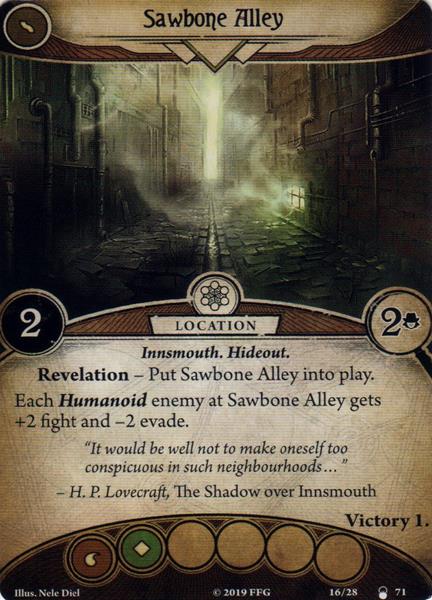 Sawbone Alley
2
LOCATION
2
Innsmouth. Hideout.
Revelation – Put Sawbone Alley into play.
Each Humanoid enemy at Sawbone Alley gets
+2 fight and –2 evade.
“It would be well not to make oneself too
conspicuous in such neighbourhoods… ”
– H. P. Lovecraft, The Shadow over Innsmouth
Victory 1.
Illus. Nele Diel © 2019 FFG 16/28 71